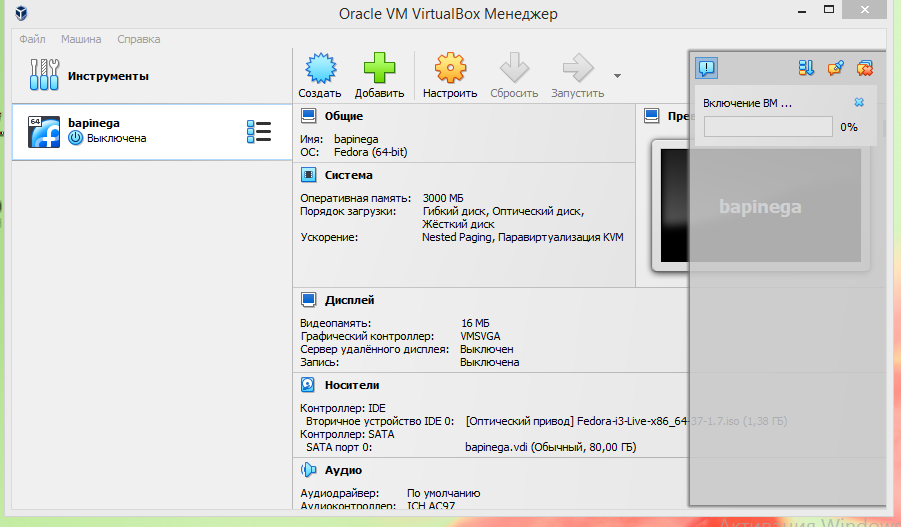 Oracle VM VirtualBox Менеджер
Файл Машина Справка
Инструменты
Создать Добавить Настроить Сбросить Запустить
64
bapinega
Выключена
Общие
Имя: bapinega
ОС: Fedora (64-bit)
Система
Оперативная память: 3000 МБ
Порядок загрузки: Гибкий диск, Оптический диск,
Жёсткий диск
Ускорение: Nested Paging, Паравиртуализация KVM
Пре
Включение ВМ ...
0%
bapinega
Дисплей
Видеопамять: 16 МБ
Графический контроллер: VMSVGA
Сервер удалённого дисплея: Выключен
Запись: Выключена
Носители
Контроллер: IDE
Вторичное устройство IDE 0: [Оптический привод] Fedora-i3-Live-x86_64-37-1.7.iso (1,38 ГБ)
Контроллер: SATA
SATA порт 0: bapinega.vdi (Обычный, 80,00 ГБ)
Аудио
Аудиодрайвер: По умолчанию
Аудиоконтроллер: ICH AC97
Активация Window